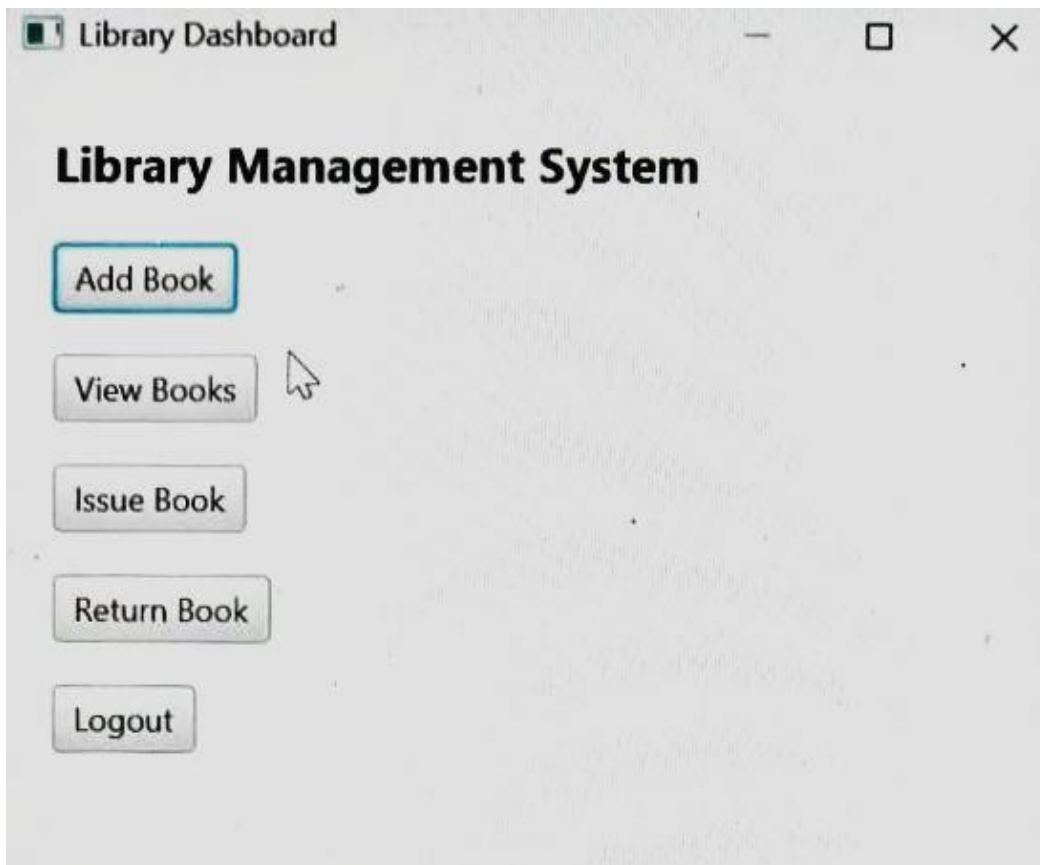 Library Dashboard
Library Management System
Add Book
View Books
Issue Book
Return Book
Logout